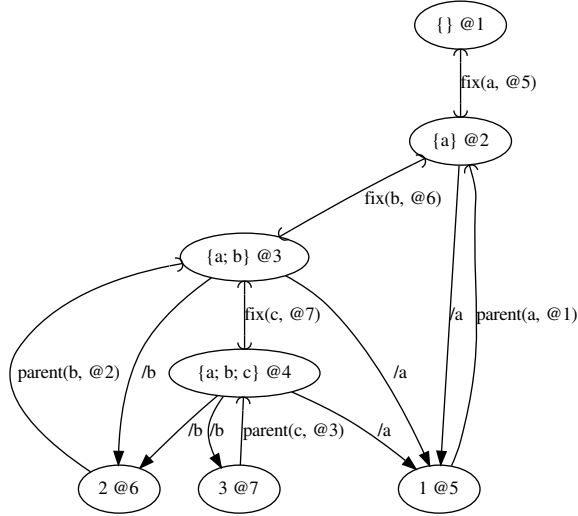 {} @1
fix(a, @5)
{a} @2
fix(b, @6)
{a; b} @3
/a
parent(a, @1)
fix(c, @7)
parent(b, @2)
/b
/a
{a; b; c} @4
/b
/b
parent(c, @3)
/a
2 @6
3 @7
1 @5